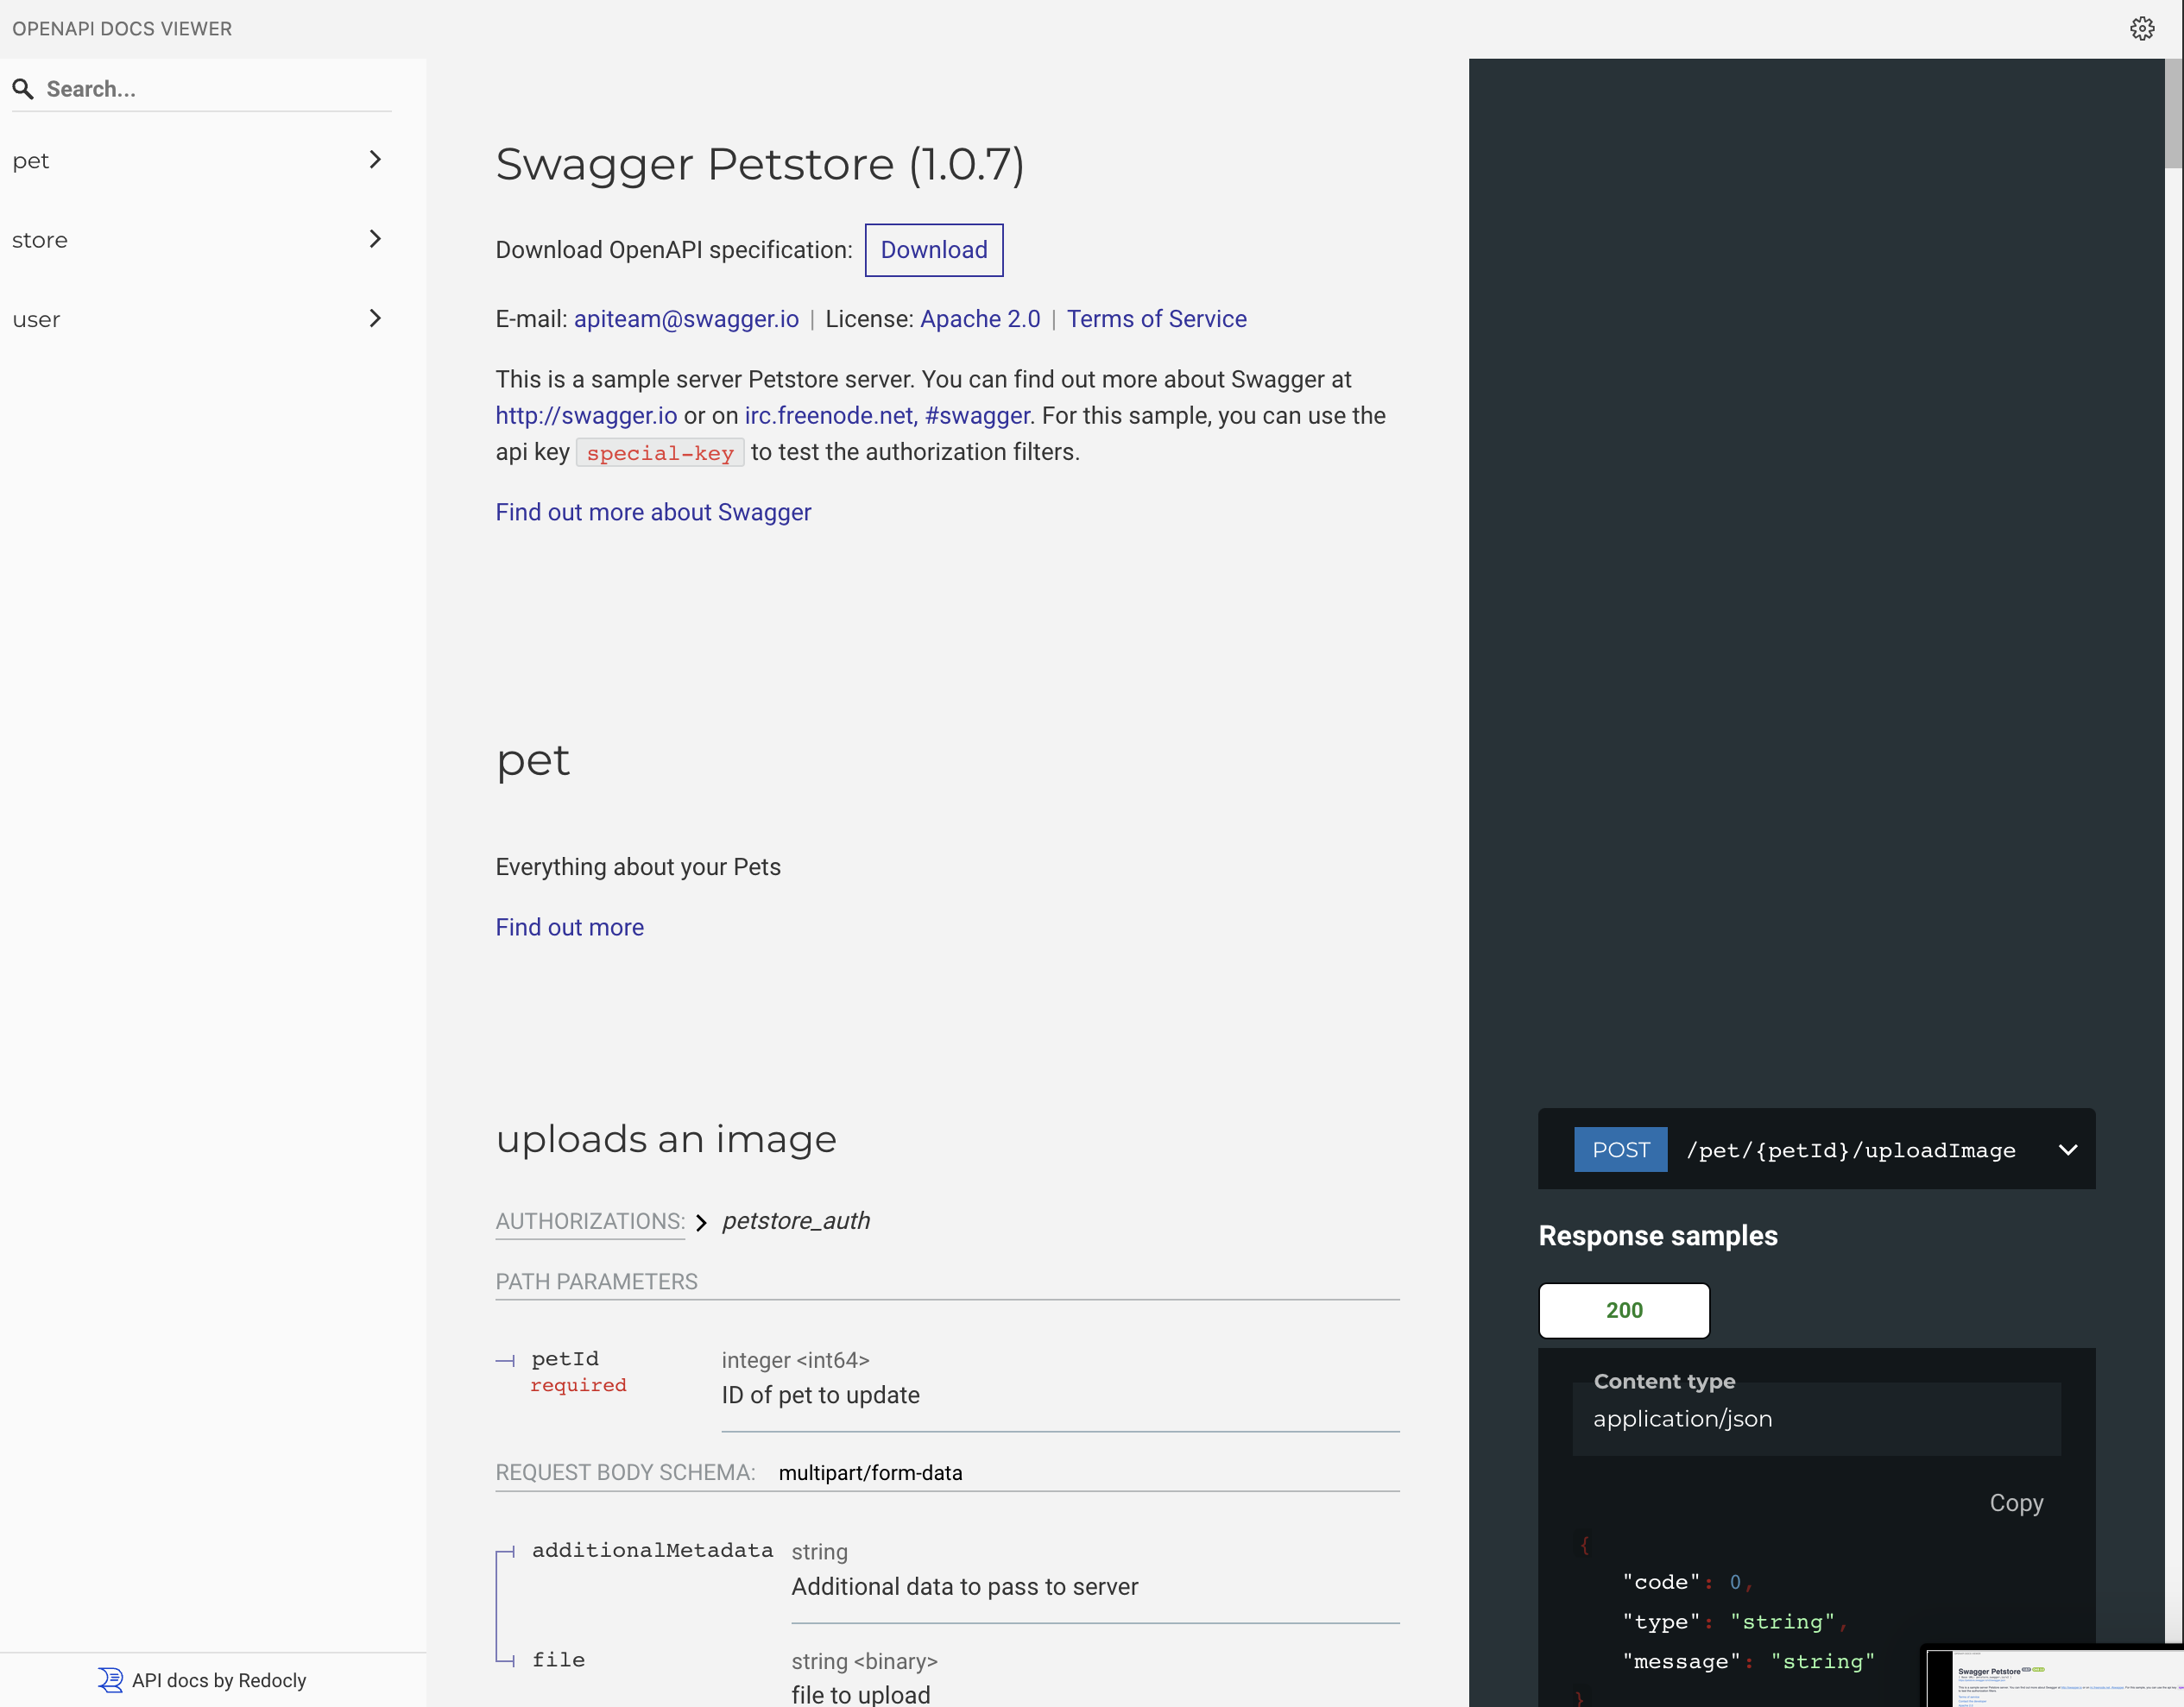 OPENAPI DOCS VIEWER
Search...
pet
store
user
API docs by Redocly
Swagger Petstore (1.0.7)
Download OpenAPI specification: Download
E-mail: apiteam@swagger.io | License: Apache 2.0 | Terms of Service
This is a sample server Petstore server. You can find out more about Swagger at
http://swagger.io or on irc.freenode.net, #swagger. For this sample, you can use the
api key special-key to test the authorization filters.
Find out more about Swagger
pet
Everything about your Pets
Find out more
uploads an image
AUTHORIZATIONS: petstore_auth
PATH PARAMETERS
petId integer <int64>
required
ID of pet to update
REQUEST BODY SCHEMA: multipart/form-data
additionalMetadata string
Additional data to pass to server
file string <binary>
file to upload
POST /pet/{petId}/uploadImage
Response samples
200
Content type
application/json
Copy
{
"code": 0,
"type": "string",
"message": "string"
}
Swagger Petstore